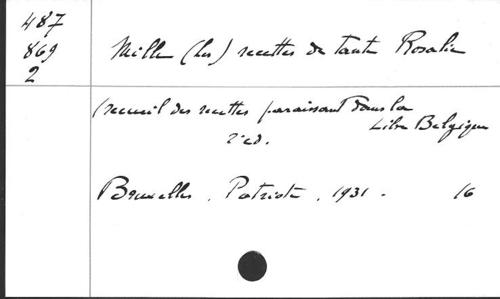 487
869
2
Mille (Les) recettes de tante Rosalie
(recueil des recettes paraissant dans la
Libre Belgique
2e ed.
Bruxelles, Patriote, 1931. 16